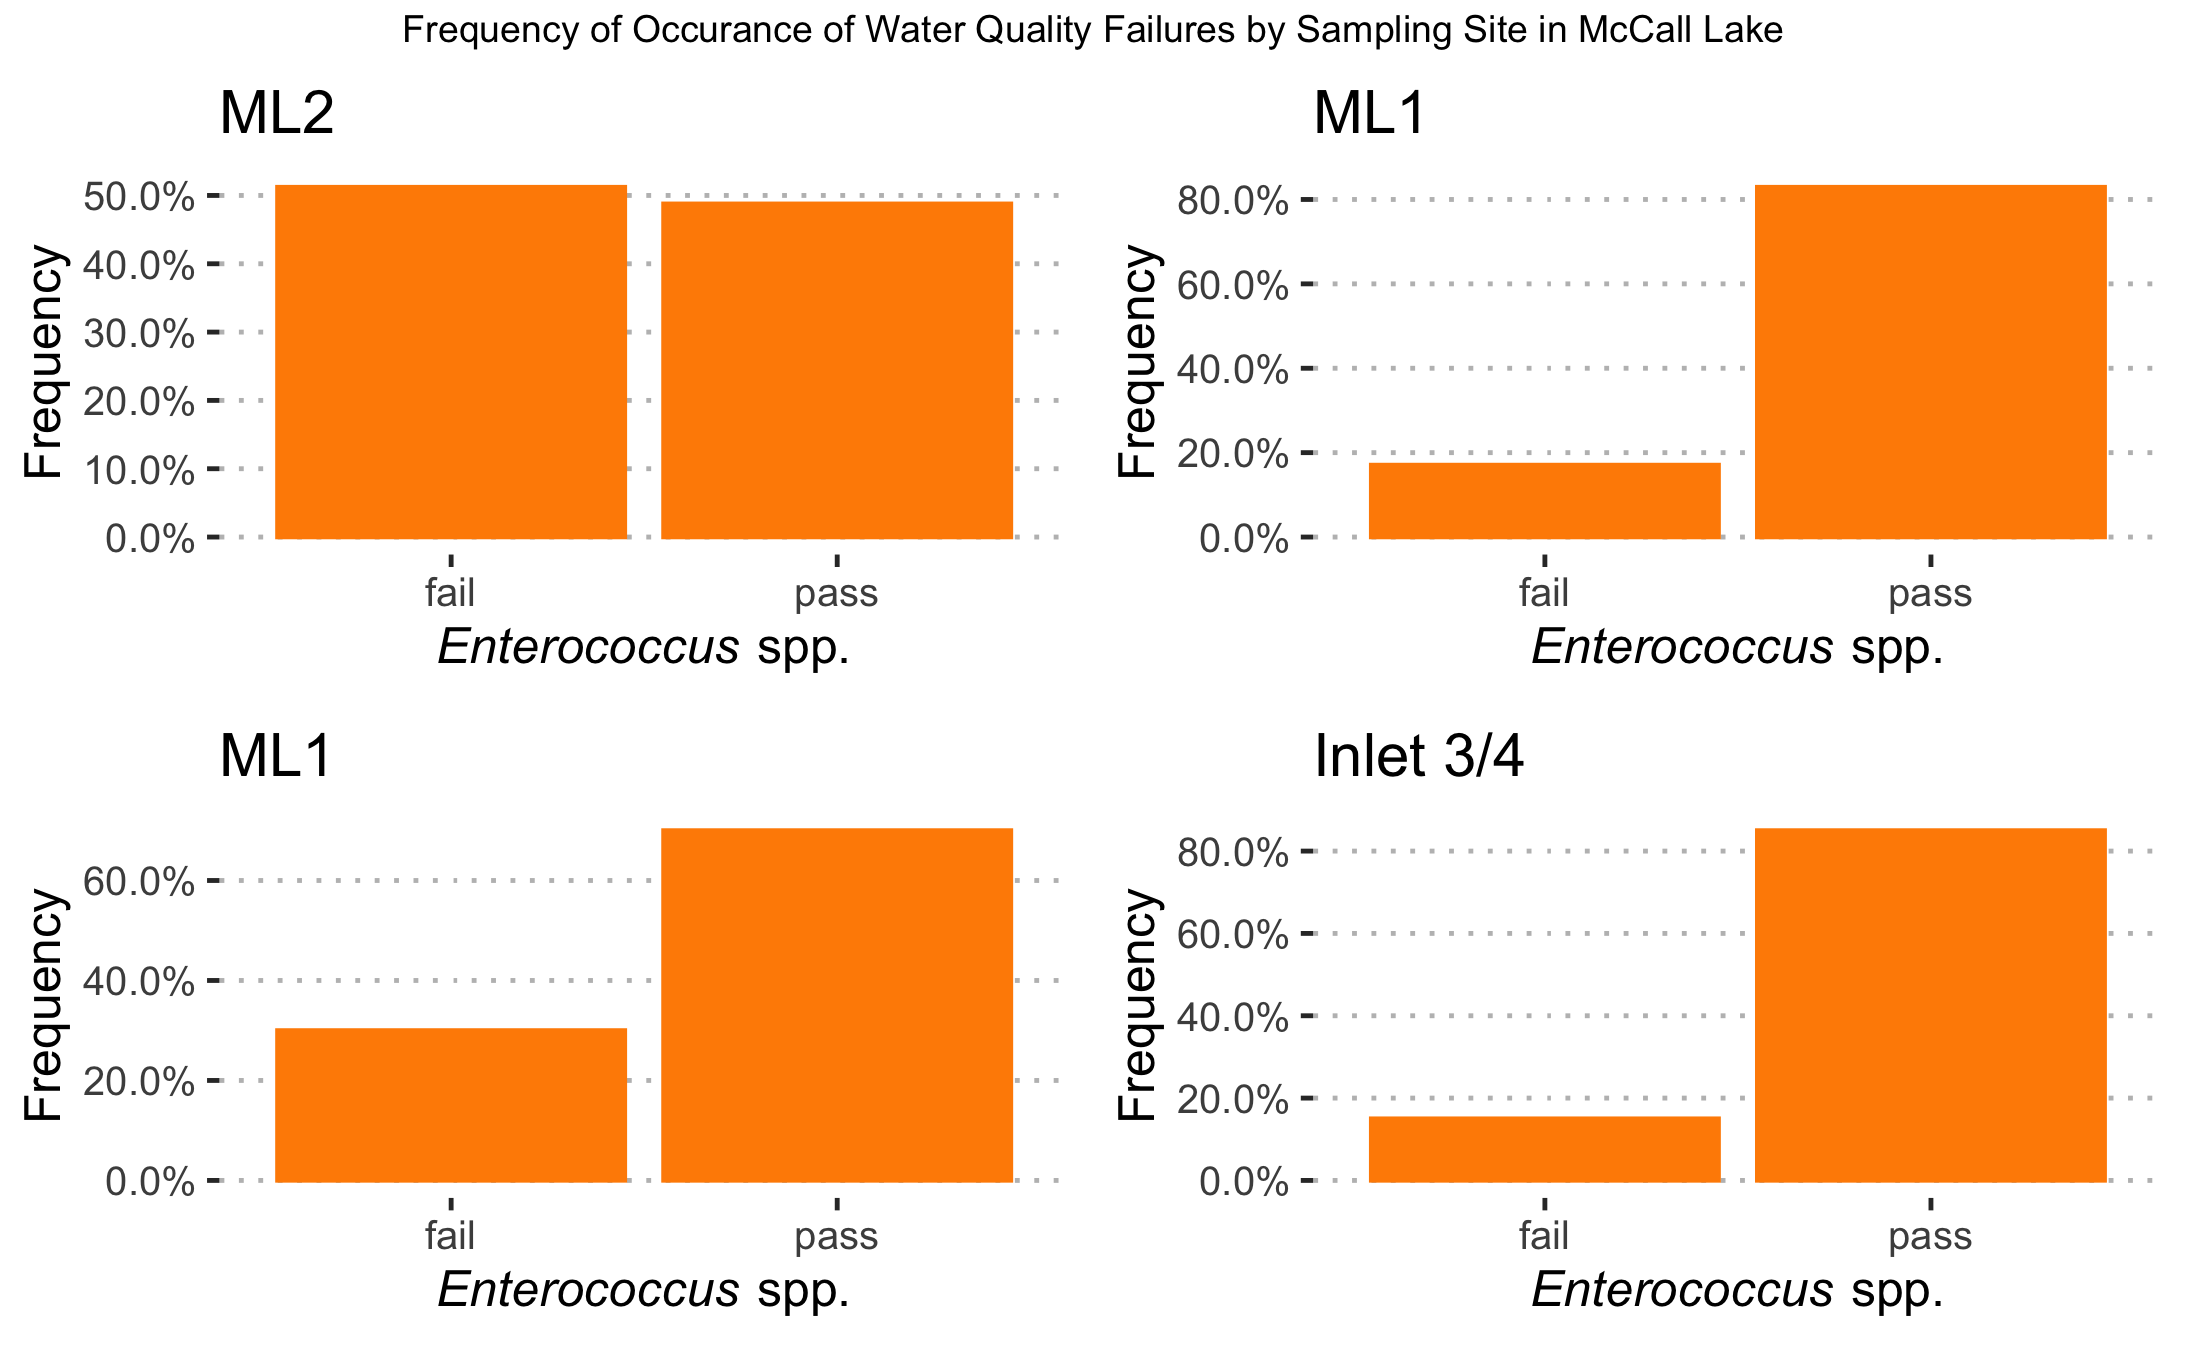 Frequency of Occurance of Water Quality Failures by Sampling Site in McCall Lake
ML2
50.0%
40.0%
30.0%
20.0%
10.0%
0.0%
Frequency
fail pass
Enterococcus spp.
ML1
80.0%
60.0%
40.0%
20.0%
0.0%
Frequency
fail pass
Enterococcus spp.
ML1
60.0%
40.0%
20.0%
0.0%
Frequency
fail pass
Enterococcus spp.
Inlet 3/4
80.0%
60.0%
40.0%
20.0%
0.0%
Frequency
fail pass
Enterococcus spp.